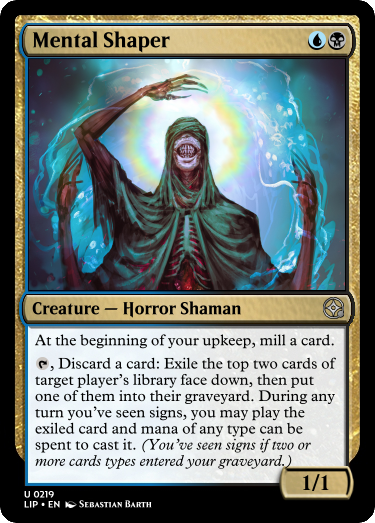 Mental Shaper
Creature — Horror Shaman
At the beginning of your upkeep, mill a card.
, Discard a card: Exile the top two cards of
target player's library face down, then put
one of them into their graveyard. During any
turn you've seen signs, you may play the
exiled card and mana of any type can be
spent to cast it. (You've seen signs if two or
more cards types entered your graveyard.)
1/1
U 0219
LIP • EN Sebastian Barth